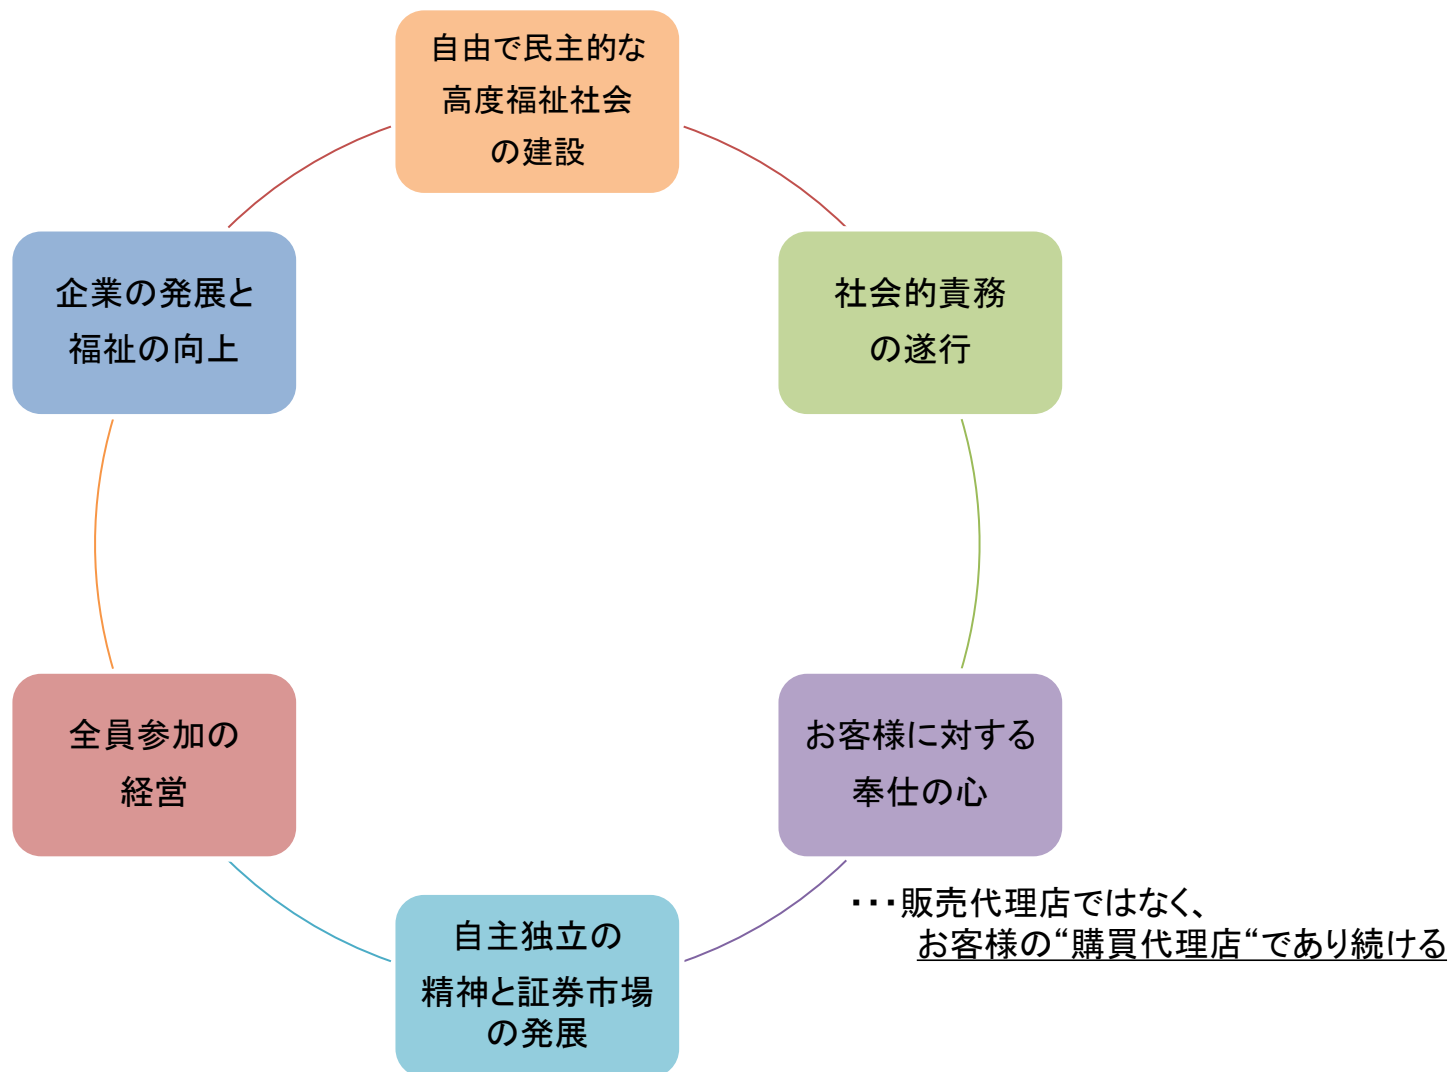 自由で民主的な
高度福祉社会
の建設
社会的責務
の遂行
お客様に対する
奉仕の心
・・・販売代理店ではなく、
お客様の“購買代理店“であり続ける
自主独立の
精神と証券市場
の発展
全員参加の
経営
企業の発展と
福祉の向上